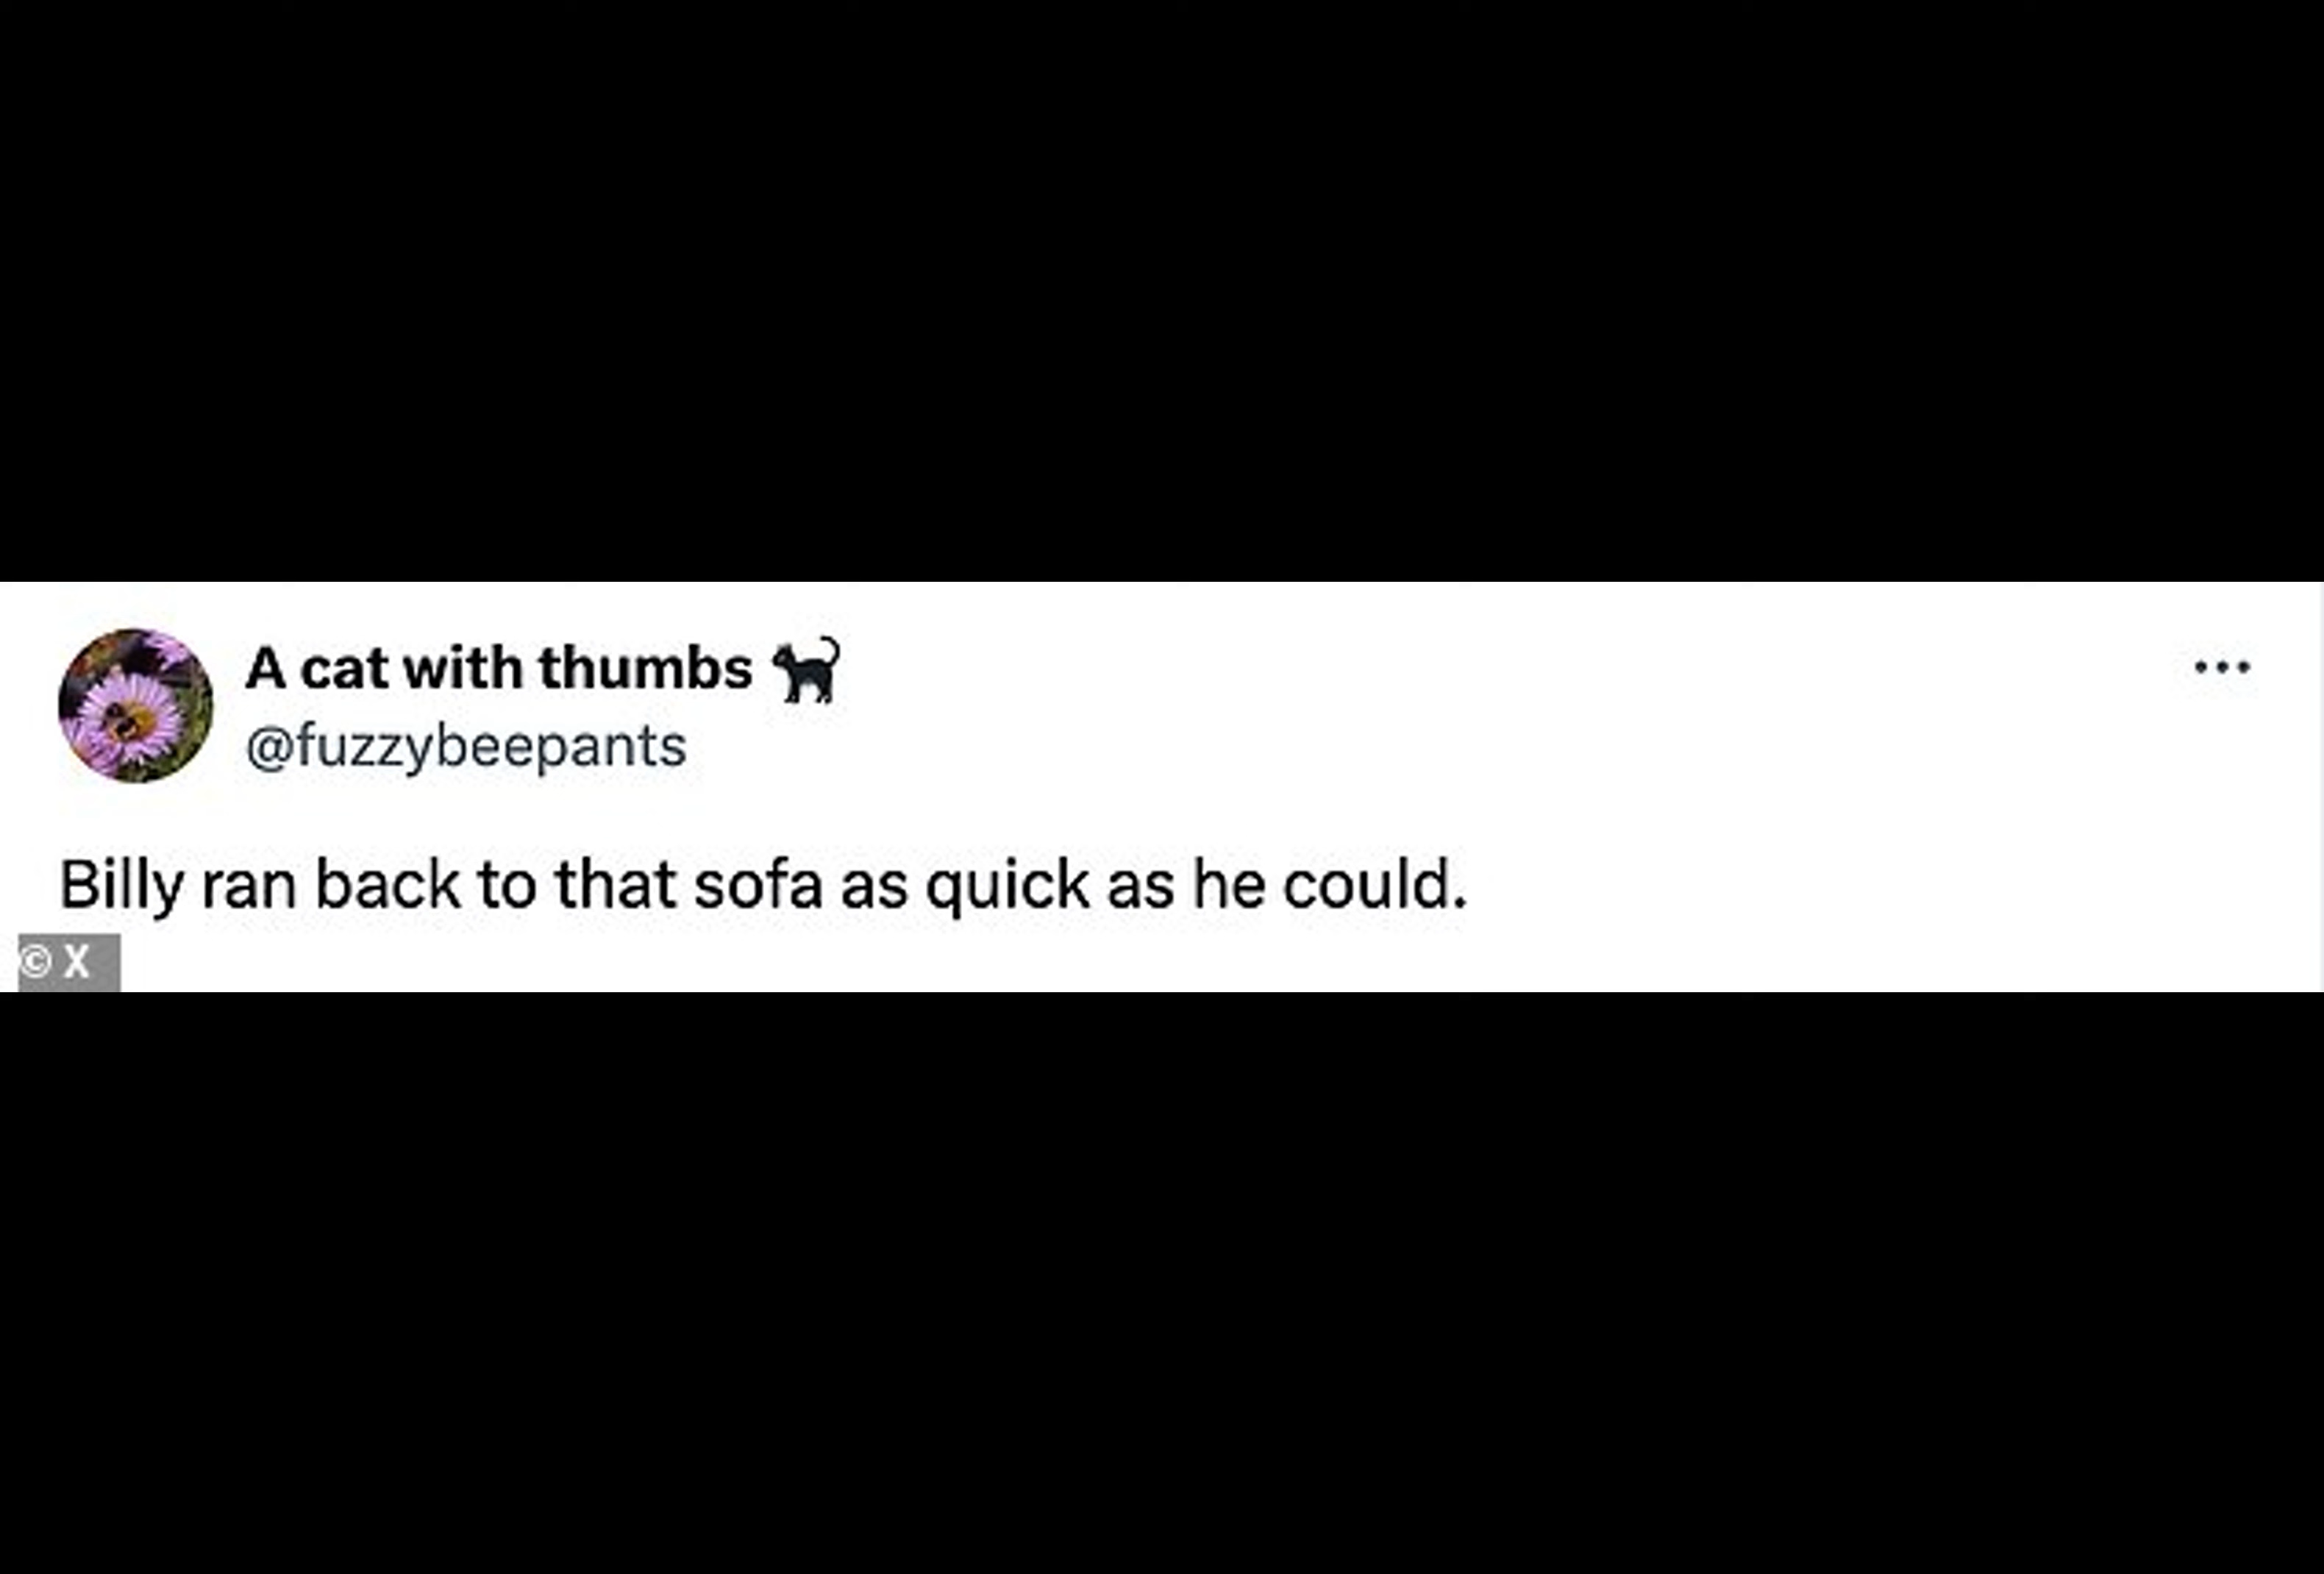 A cat with thumbs 🐈‍⬛
@fuzzybeepants
Billy ran back to that sofa as quick as he could.
© X